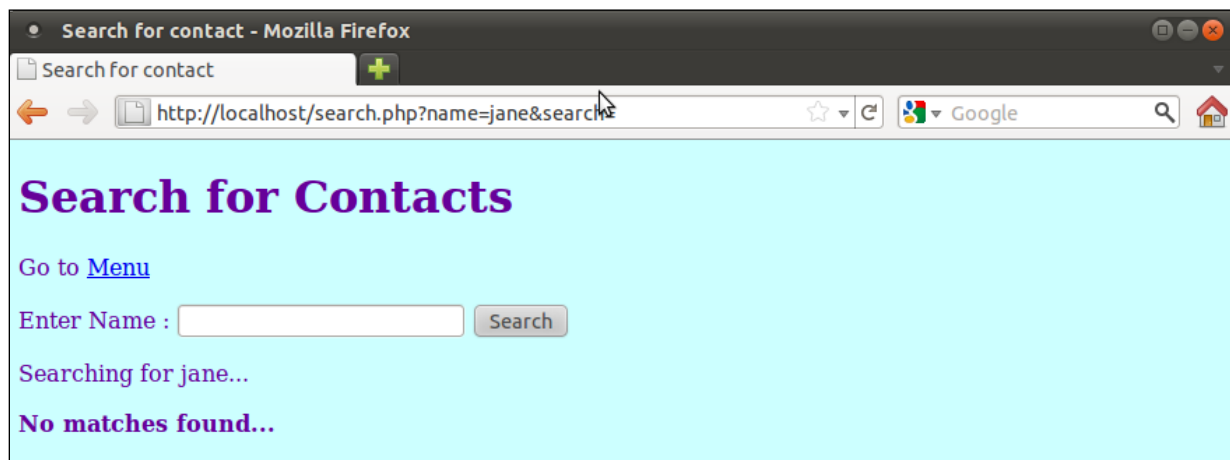 Search for contact - Mozilla Firefox
Search for contact
http://localhost/search.php?name=jane&search=
Google
Search for Contacts
Go to Menu
Enter Name : Search
Searching for jane...
No matches found...